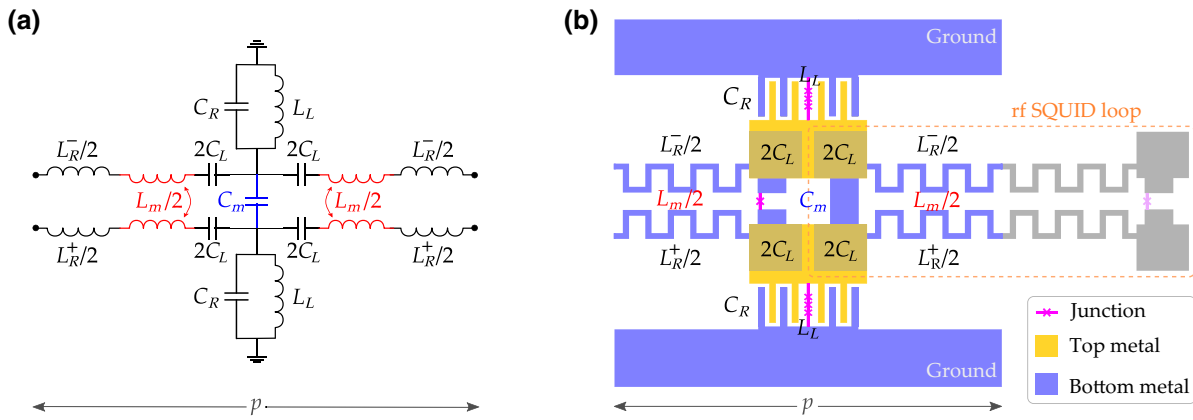 (a)
C_R
L_L
L_R^-/2
2C_L
2C_L
L_R^-/2
L_m/2
C_m
L_m/2
L_R^+/2
2C_L
2C_L
L_R^+/2
C_R
L_L
p
(b)
Ground
L_L
C_R
rf SQUID loop
L_R^-/2
2C_L
2C_L
L_R^-/2
L_m/2
C_m
L_m/2
L_R^+/2
2C_L
2C_L
L_R^+/2
C_R
L_L
Junction
Top metal
Ground
Bottom metal
p